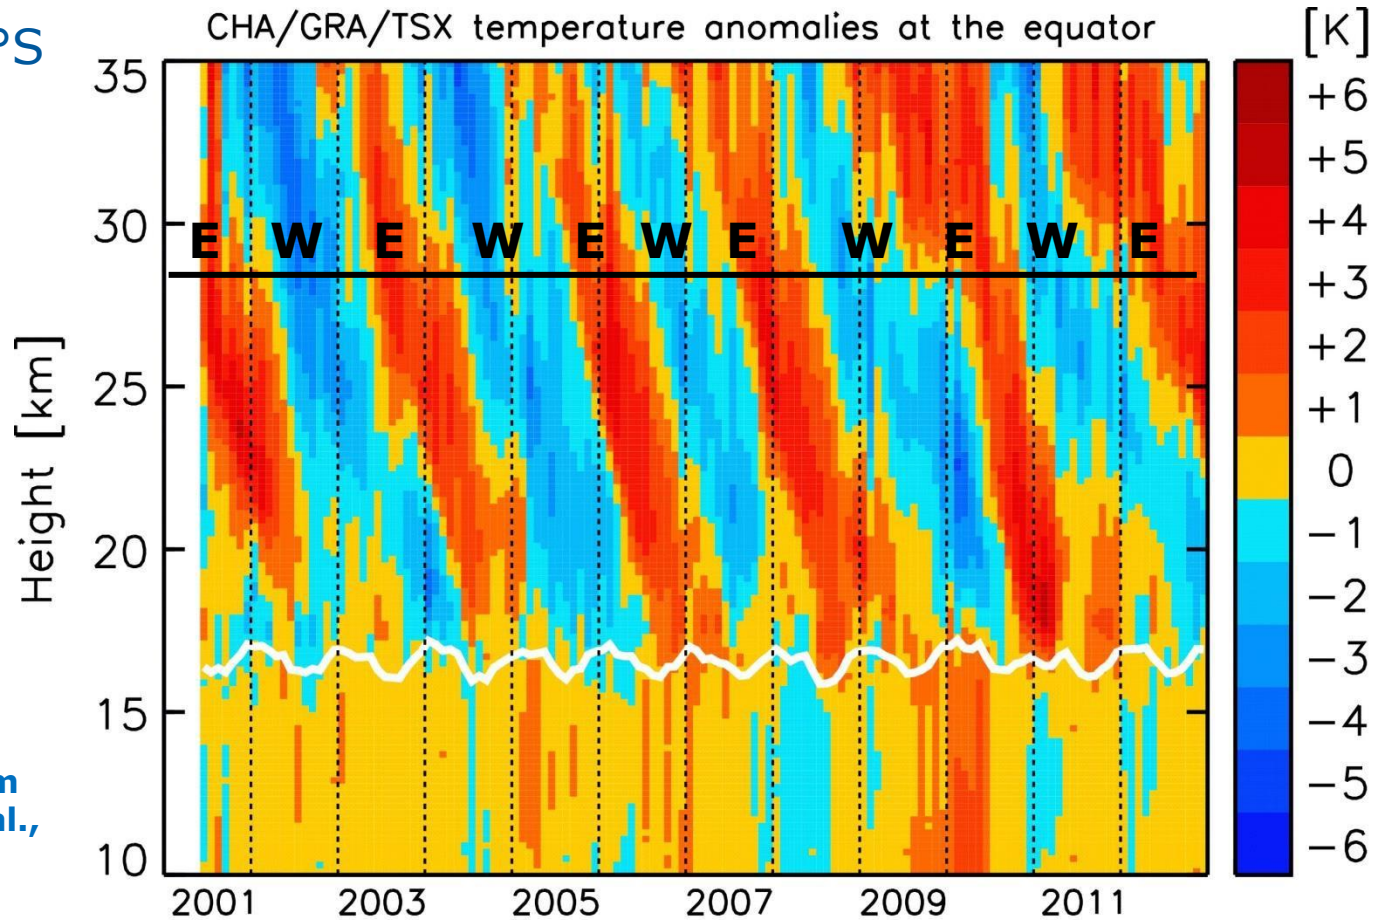 °S
CHA/GRA/TSX temperature anomalies at the equator
[K]
35
30
25
20
15
10
Height [km]
E W E W E W E W E W E
2001 2003 2005 2007 2009 2011
+6
+5
+4
+3
+2
+1
0
−1
−2
−3
−4
−5
−6
m
al.,